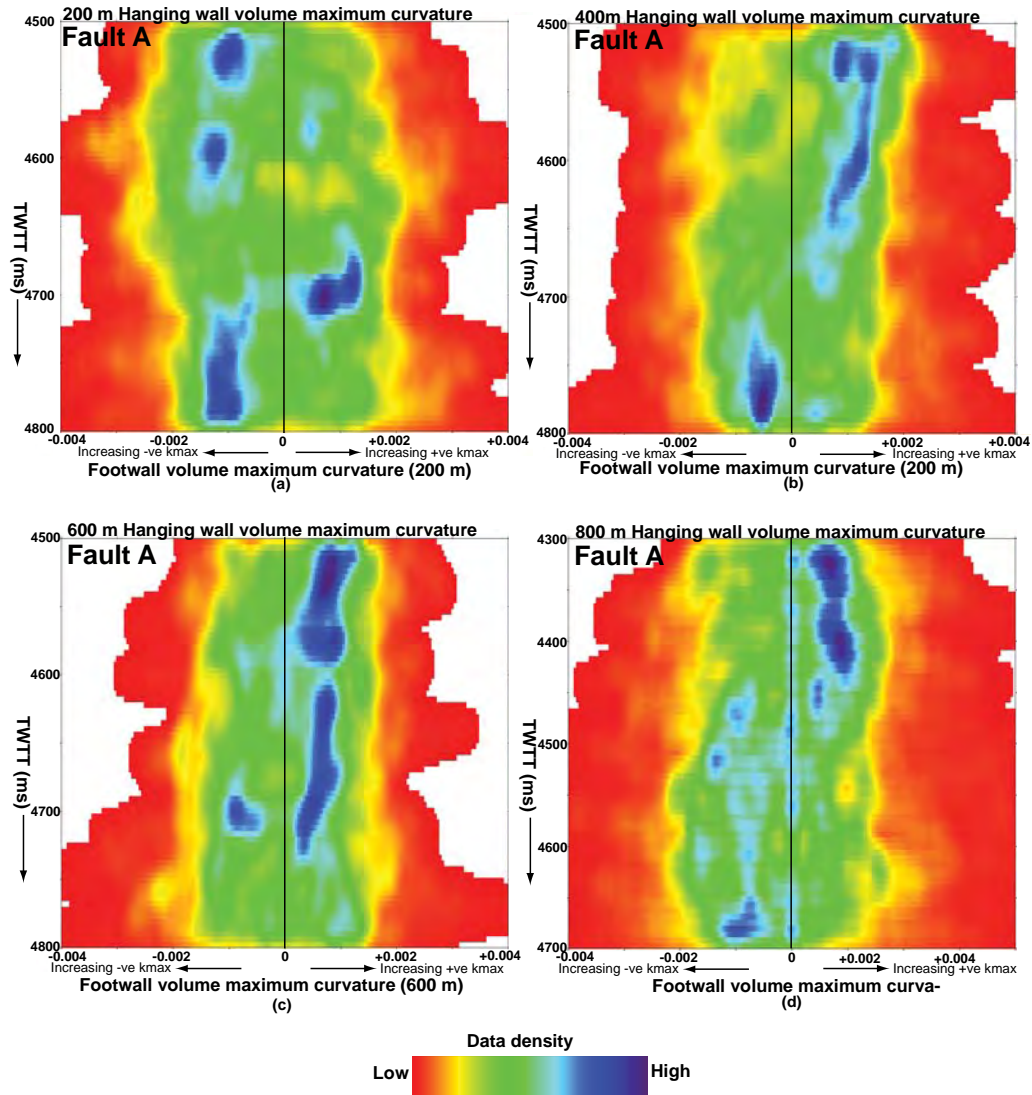 200 m Hanging wall volume maximum curvature
Fault A
4500
4600
4700
4800
TWTT (ms)
-0.004
-0.002
0
+0.002
+0.004
Increasing -ve kmax
Increasing +ve kmax
Footwall volume maximum curvature (200 m)
(a)
400m Hanging wall volume maximum curvature
Fault A
4500
4600
4700
4800
TWTT (ms)
-0.004
-0.002
0
+0.002
+0.004
Increasing -ve kmax
Increasing +ve kmax
Footwall volume maximum curvature (200 m)
(b)
600 m Hanging wall volume maximum curvature
Fault A
4500
4600
4700
4800
TWTT (ms)
-0.004
-0.002
0
+0.002
+0.004
Increasing -ve kmax
Increasing +ve kmax
Footwall volume maximum curvature (600 m)
(c)
800 m Hanging wall volume maximum curvature
Fault A
4300
4400
4500
4600
4700
TWTT (ms)
-0.004
-0.002
0
+0.002
+0.004
Increasing -ve kmax
Increasing +ve kmax
Footwall volume maximum curva-
(d)
Data density
Low
High